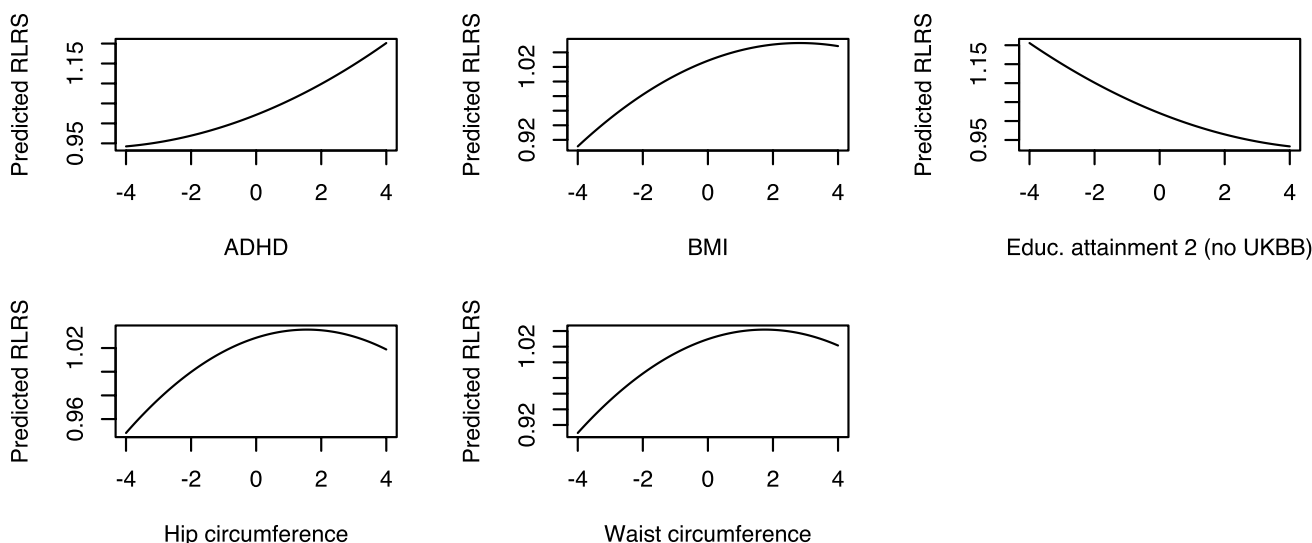 Predicted RLRS
0.95 1.15
-4 -2 0 2 4
ADHD
Predicted RLRS
0.92 1.02
-4 -2 0 2 4
BMI
Predicted RLRS
0.95 1.15
-4 -2 0 2 4
Educ. attainment 2 (no UKBB)
Predicted RLRS
0.96 1.02
-4 -2 0 2 4
Hip circumference
Predicted RLRS
0.92 1.02
-4 -2 0 2 4
Waist circumference